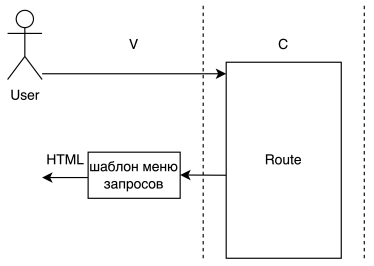 V
C
User
HTML
шаблон меню
запросов
Route